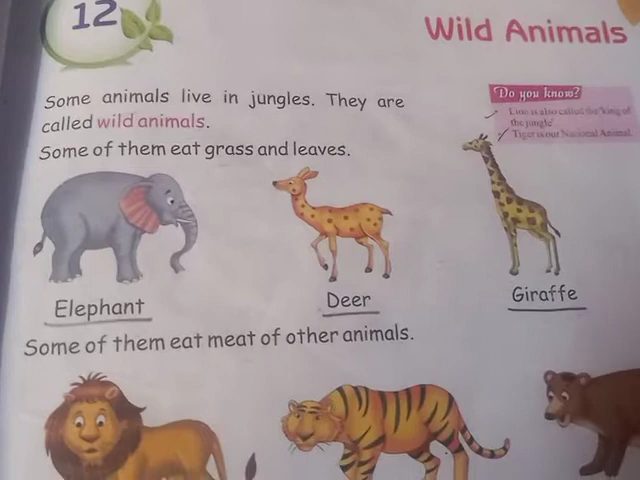 12
Wild Animals
Some animals live in jungles. They are
called wild animals.
Do you know?
Lion is also called the 'king of
the jungle'
Tiger is our National Animal.
Some of them eat grass and leaves.
Elephant
Deer
Giraffe
Some of them eat meat of other animals.